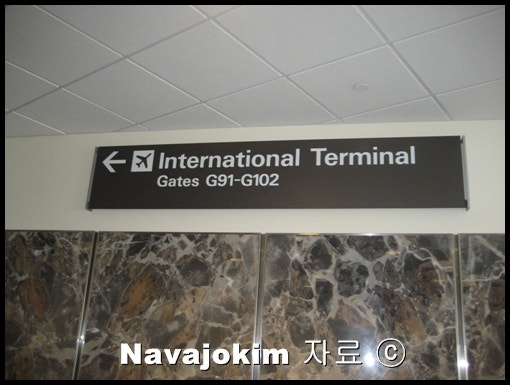 ← International Terminal
Gates G91-G102
Navajokim 자료 ⓒ